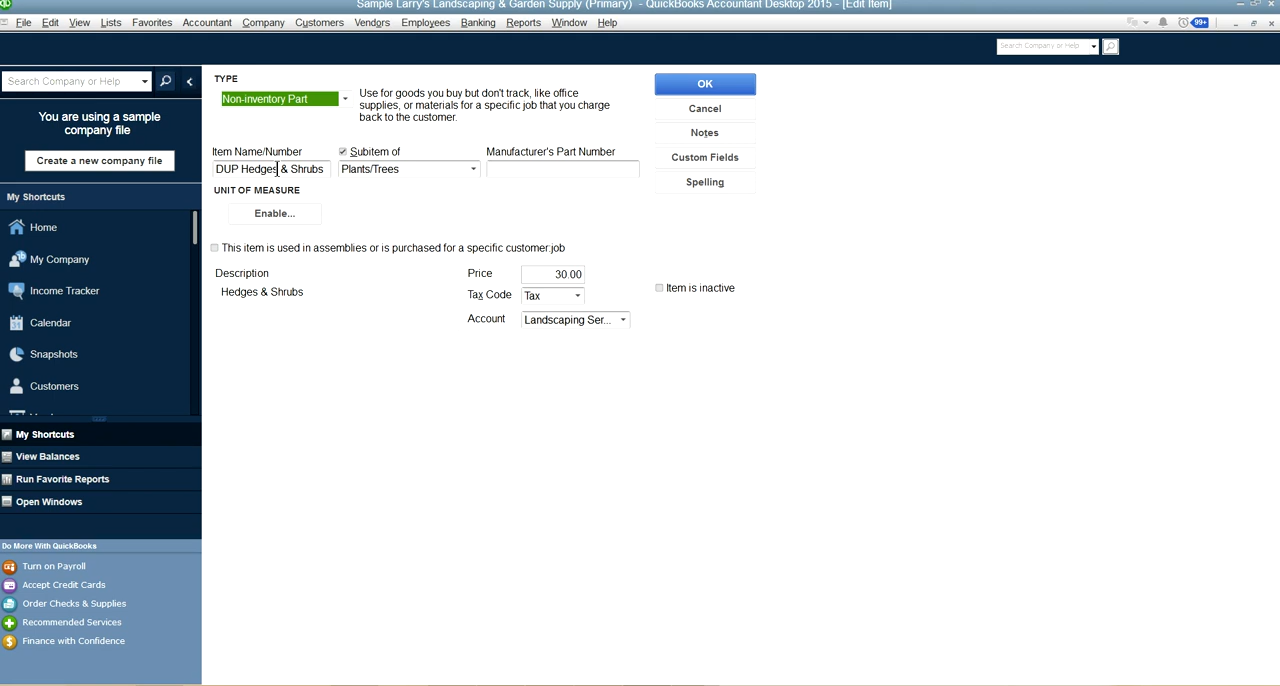 Sample Larry's Landscaping & Garden Supply (Primary) - QuickBooks Accountant Desktop 2015 - [Edit Item]
File Edit View Lists Favorites Accountant Company Customers Vendors Employees Banking Reports Window Help
99+
Search Company or Help
Search Company or Help
You are using a sample
company file
Create a new company file
My Shortcuts
Home
My Company
Income Tracker
Calendar
Snapshots
Customers
My Shortcuts
View Balances
Run Favorite Reports
Open Windows
Do More With QuickBooks
Turn on Payroll
Accept Credit Cards
Order Checks & Supplies
Recommended Services
Finance with Confidence
TYPE
Non-inventory Part
Use for goods you buy but don't track, like office
supplies, or materials for a specific job that you charge
back to the customer.
Item Name/Number
Subitem of
Manufacturer's Part Number
DUP Hedges & Shrubs
Plants/Trees
UNIT OF MEASURE
Enable...
This item is used in assemblies or is purchased for a specific customer:job
Description
Hedges & Shrubs
Price 30.00
Tax Code Tax
Account Landscaping Ser...
OK
Cancel
Notes
Custom Fields
Spelling
Item is inactive